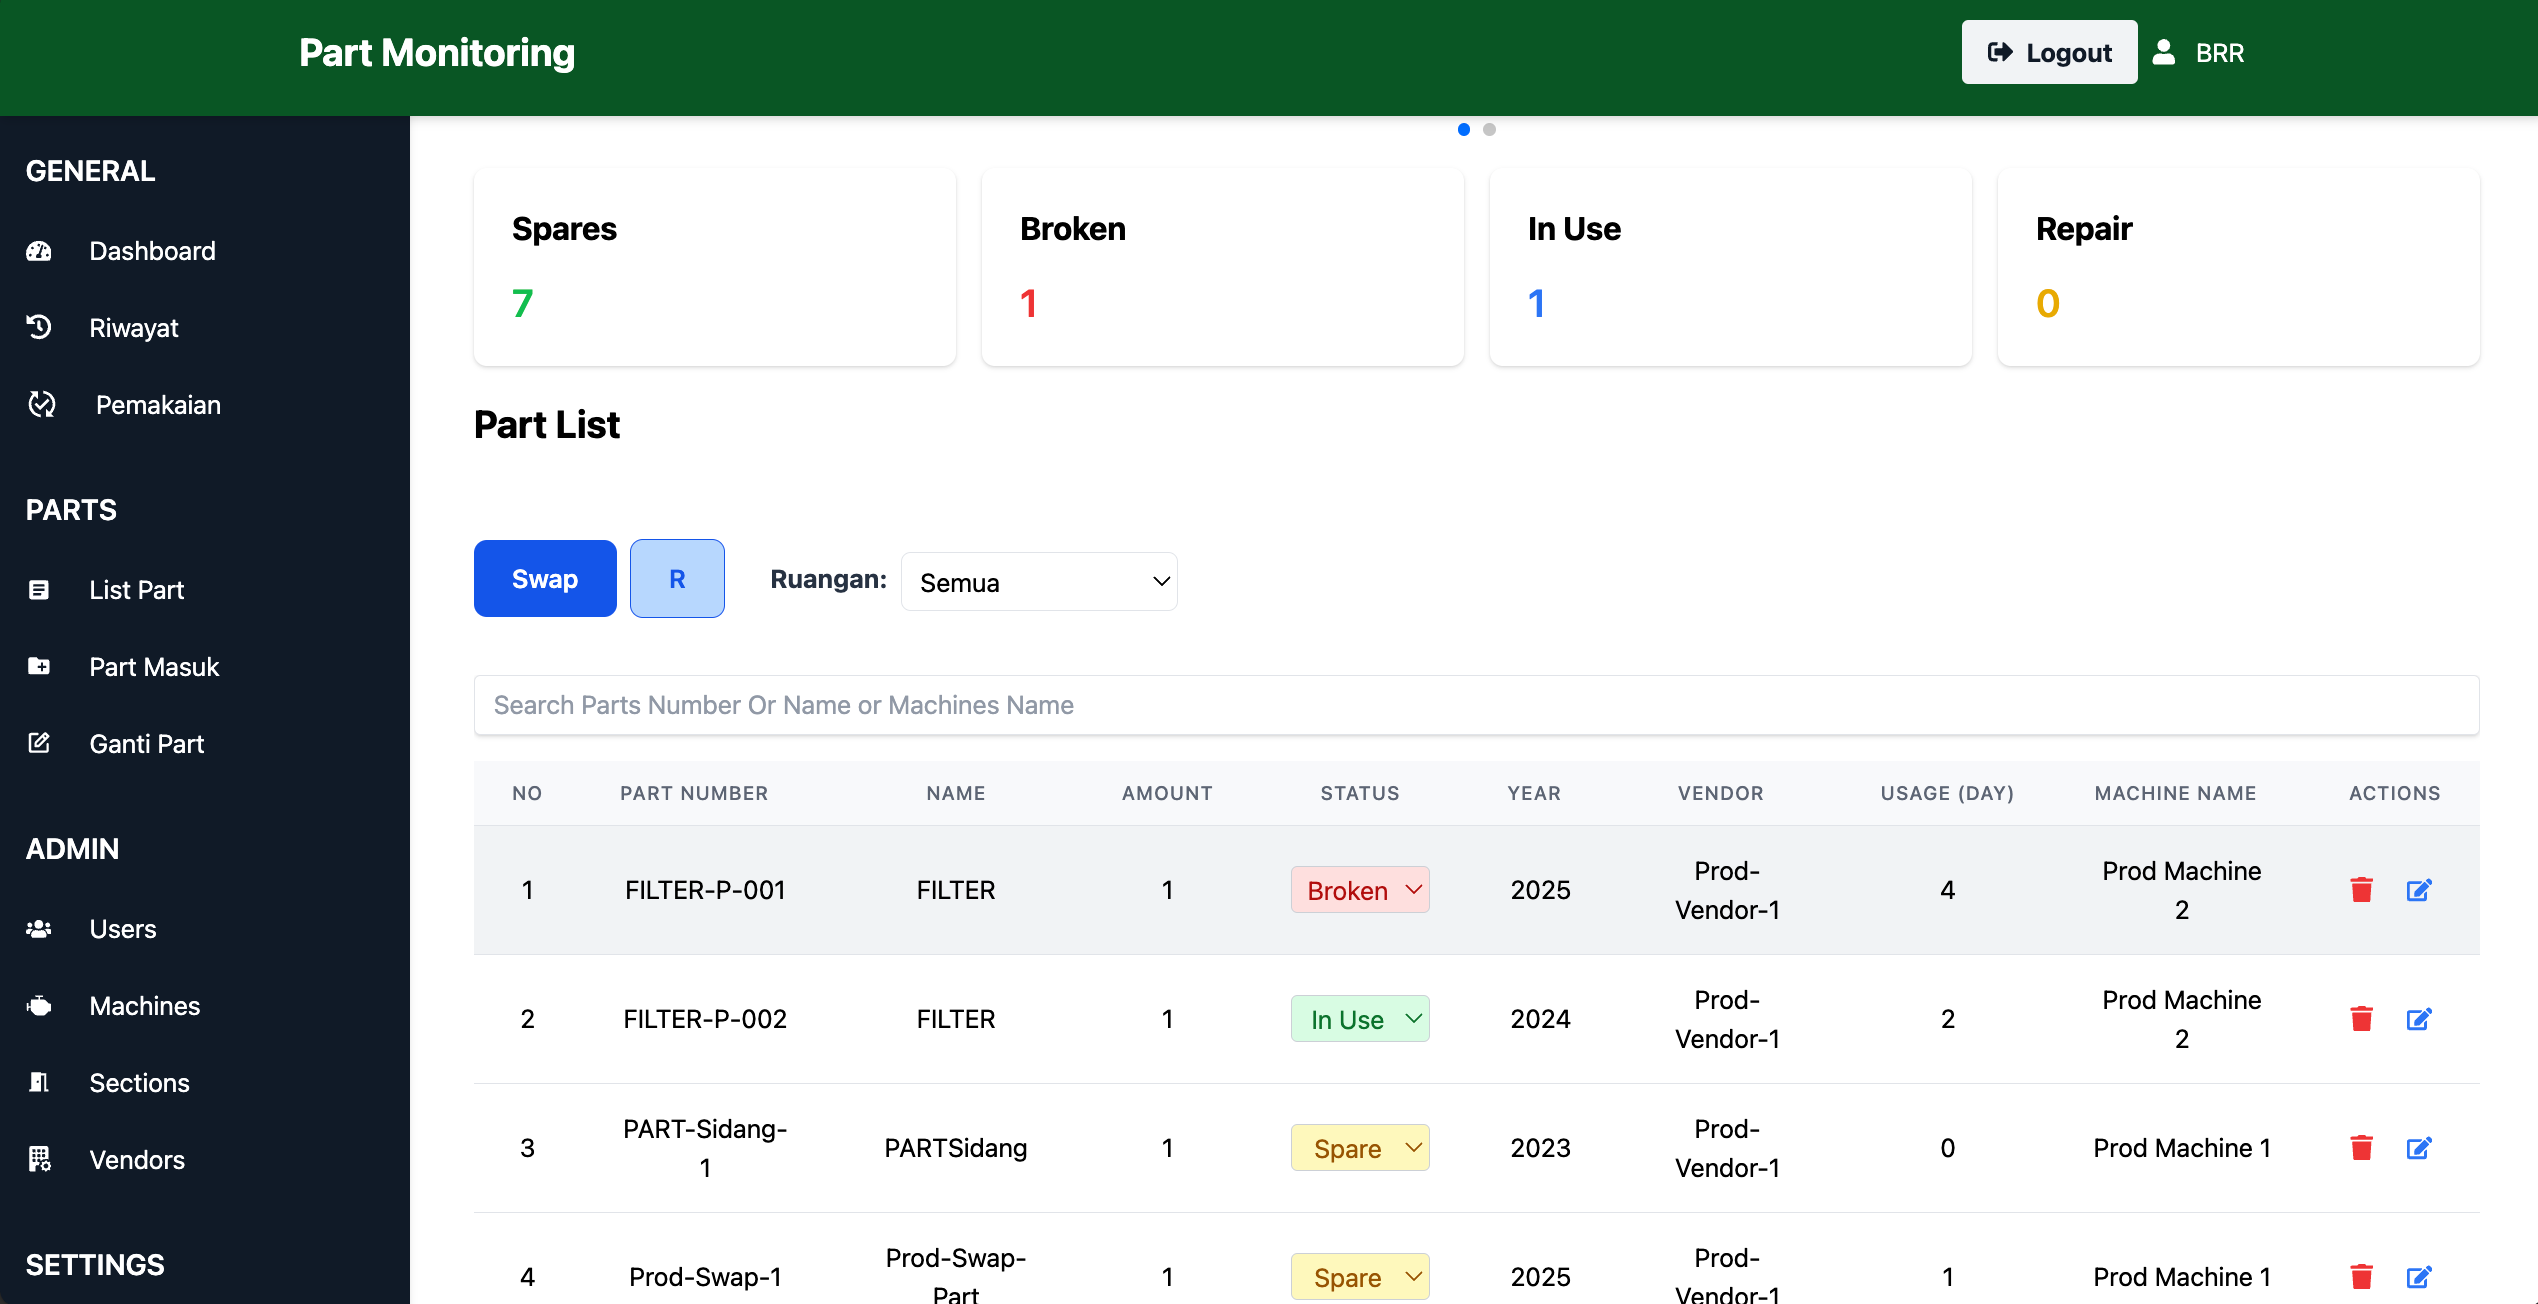 Part Monitoring
Logout
BRR
GENERAL
Dashboard
Riwayat
Pemakaian
PARTS
List Part
Part Masuk
Ganti Part
ADMIN
Users
Machines
Sections
Vendors
SETTINGS
Spares
7
Broken
1
In Use
1
Repair
0
Part List
Swap
R
Ruangan:
Semua
Search Parts Number Or Name or Machines Name
NO PART NUMBER NAME AMOUNT STATUS YEAR VENDOR USAGE (DAY) MACHINE NAME ACTIONS
1 FILTER-P-001 FILTER 1 Broken 2025 Prod- 4 Prod Machine
Vendor-1 2
2 FILTER-P-002 FILTER 1 In Use 2024 Prod- 2 Prod Machine
Vendor-1 2
3 PART-Sidang- PARTSidang 1 Spare 2023 Prod- 0 Prod Machine 1
1 Vendor-1
4 Prod-Swap-1 Prod-Swap- 1 Spare 2025 Prod- 1 Prod Machine 1
Part Vendor-1